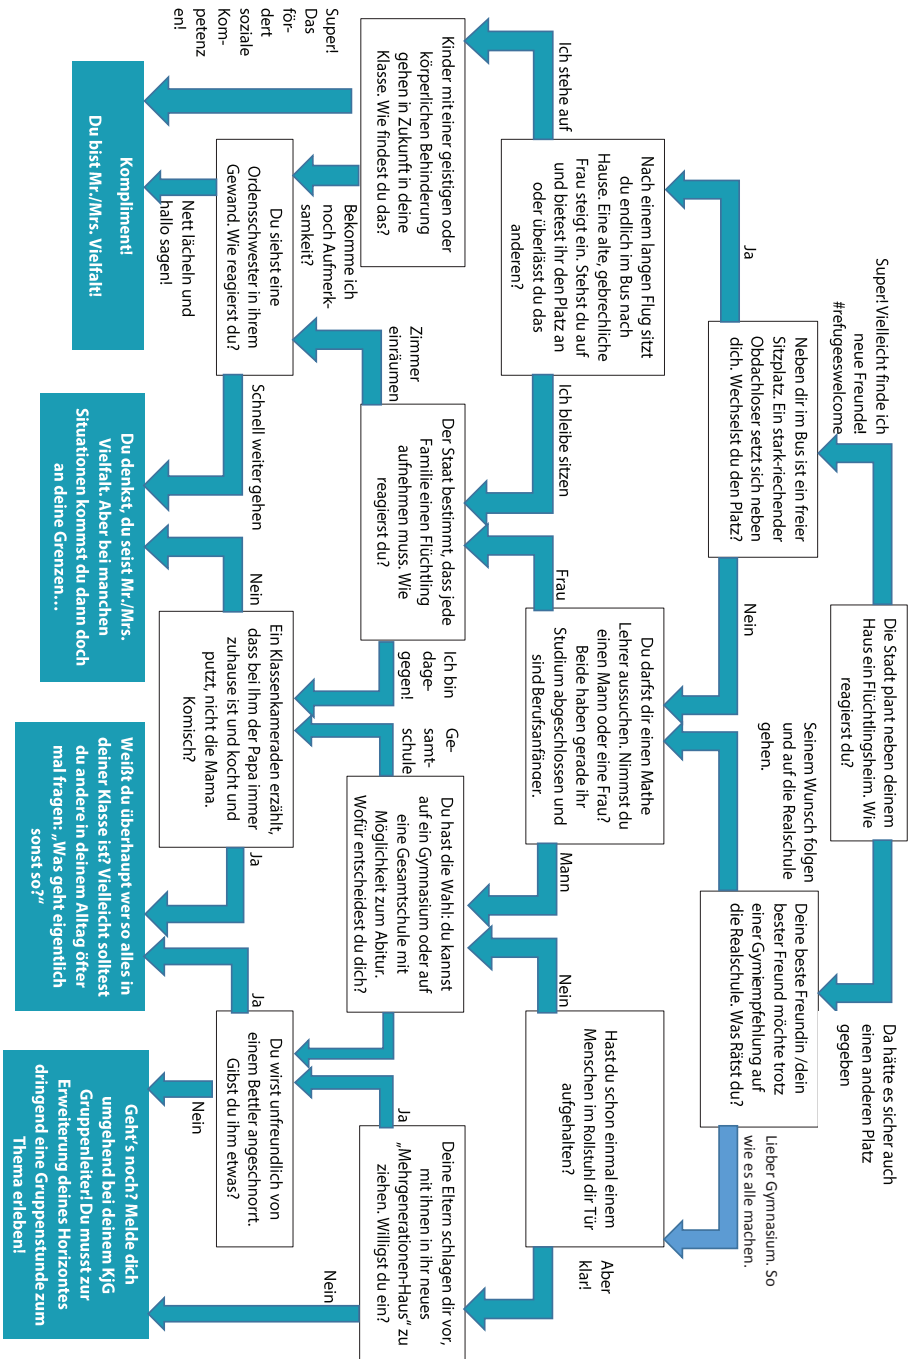 Die Stadt plant neben deinem
Haus ein Flüchtlingsheim. Wie
reagierst du?
Super! Vielleicht finde ich
neue Freunde!
#refugeeswelcome
Da hätte es sicher auch
einen anderen Platz
gegeben
Neben dir im Bus ist ein freier
Sitzplatz. Ein stark-riechender
Obdachloser setzt sich neben
dich. Wechselst du den Platz?
Seinem Wunsch folgen
und auf die Realschule
gehen.
Deine beste Freundin /dein
bester Freund möchte trotz
einer Gymiempfehlung auf
die Realschule. Was Rätst du?
Lieber Gymnasium. So
wie es alle machen.
Ja
Nein
Nach einem langen Flug sitzt
du endlich im Bus nach
Hause. Eine alte, gebrechliche
Frau steigt ein. Stehst du auf
und bietest ihr den Platz an
oder überlässt du das
anderen?
Du darfst dir einen Mathe
Lehrer aussuchen. Nimmst du
einen Mann oder eine Frau?
Beide haben gerade ihr
Studium abgeschlossen und
sind Berufsanfänger.
Hast du schon einmal einem
Menschen im Rollstuhl dir Tür
aufgehalten?
Ich stehe auf
Ich bleibe sitzen
Frau
Mann
Nein
Aber
klar!
Kinder mit einer geistigen oder
körperlichen Behinderung
gehen in Zukunft in deine
Klasse. Wie findest du das?
Der Staat bestimmt, dass jede
Familie einen Flüchtling
aufnehmen muss. Wie
reagierst du?
Du hast die Wahl: du kannst
auf ein Gymnasium oder auf
eine Gesamtschule mit
Möglichkeit zum Abitur.
Wofür entscheidest du dich?
Deine Eltern schlagen dir vor,
mit ihnen in ihr neues
„Mehrgenerationen-Haus“ zu
ziehen. Willigst du ein?
Super!
Das
för-
dert
soziale
Kom-
petenz
en!
Bekomme ich
noch Aufmerk-
samkeit?
Zimmer
einräumen
Ich bin
dage-
gegen!
Ge-
samt-
schule
Ja
Nein
Du siehst eine
Ordensschwester in ihrem
Gewand. Wie reagierst du?
Ein Klassenkameraden erzählt,
dass bei ihm der Papa immer
zuhause ist und kocht und
putzt, nicht die Mama.
Komisch?
Du wirst unfreundlich von
einem Bettler angeschnorrt.
Gibst du ihm etwas?
Nett lächeln und
hallo sagen!
Schnell weitergehen
Nein
Ja
Ja
Nein
Kompliment!
Du bist Mr./Mrs. Vielfalt!
Du denkst, du seist Mr./Mrs.
Vielfalt. Aber bei manchen
Situationen kommst du dann doch
an deine Grenzen…
Weißt du überhaupt wer so alles in
deiner Klasse ist? Vielleicht solltest
du andere in deinem Alltag öfter
mal fragen: „Was geht eigentlich
sonst so?“
Geht’s noch? Melde dich
umgehend bei deinem KjG
Gruppenleiter! Du musst zur
Erweiterung deines Horizontes
dringend eine Gruppenstunde zum
Thema erleben!